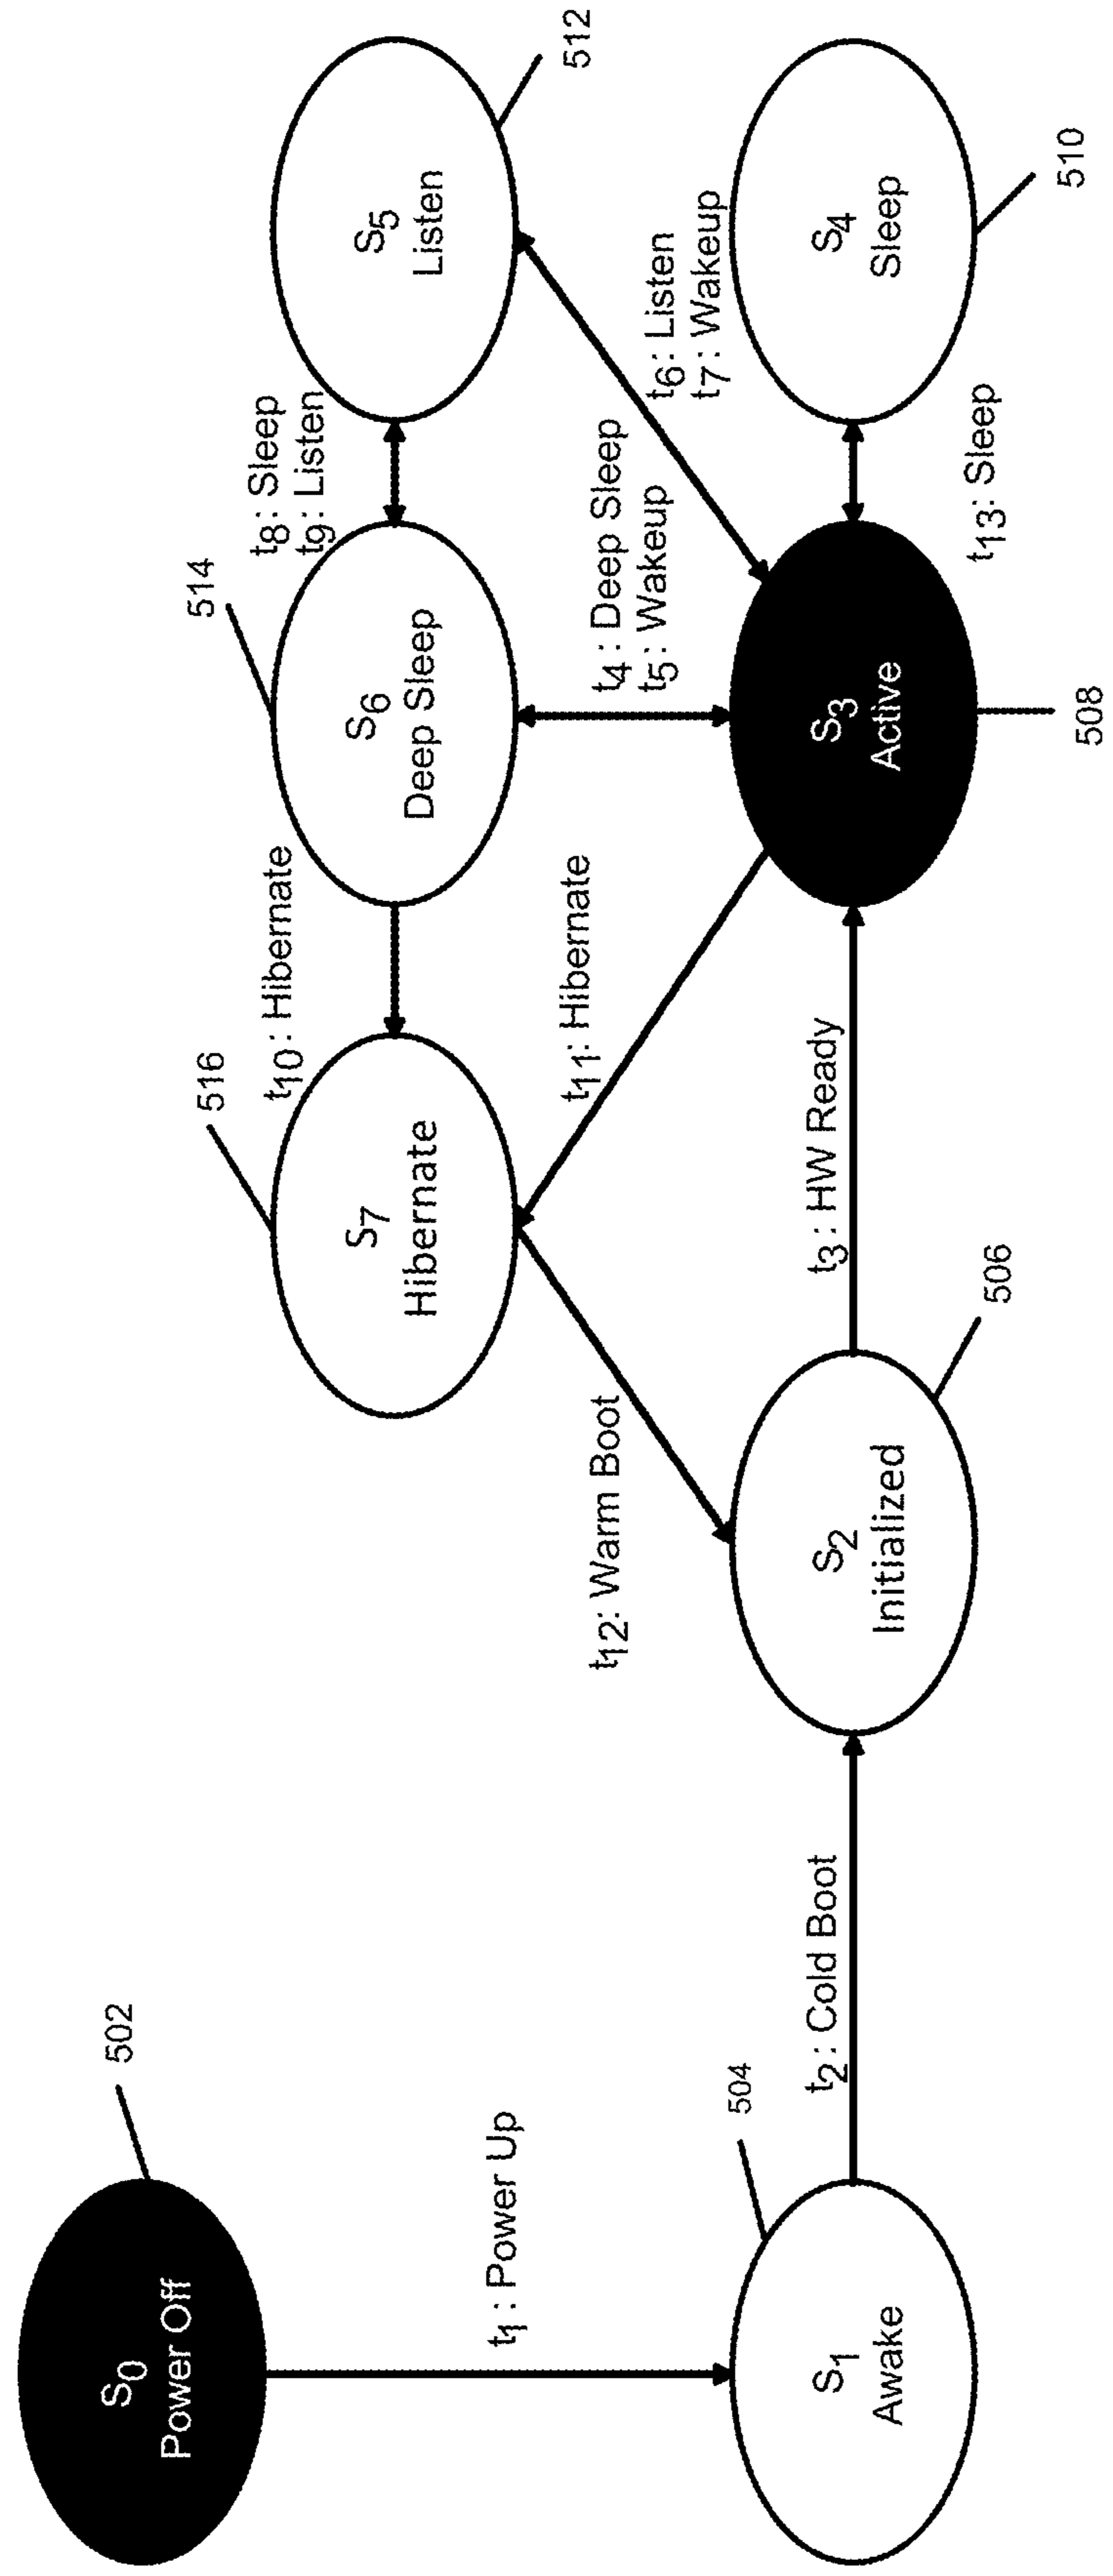 502
S0
Power Off
t1 : Power Up
504
S1
Awake
t2 : Cold Boot
S2
Initialized
506
t12: Warm Boot
516
S7
Hibernate
t10: Hibernate
t11: Hibernate
t3 : HW Ready
514
S6
Deep Sleep
t8 : Sleep
t9 : Listen
t4 : Deep Sleep
t5 : Wakeup
S3
Active
508
S5
Listen
512
t6 : Listen
t7 : Wakeup
t13: Sleep
S4
Sleep
510